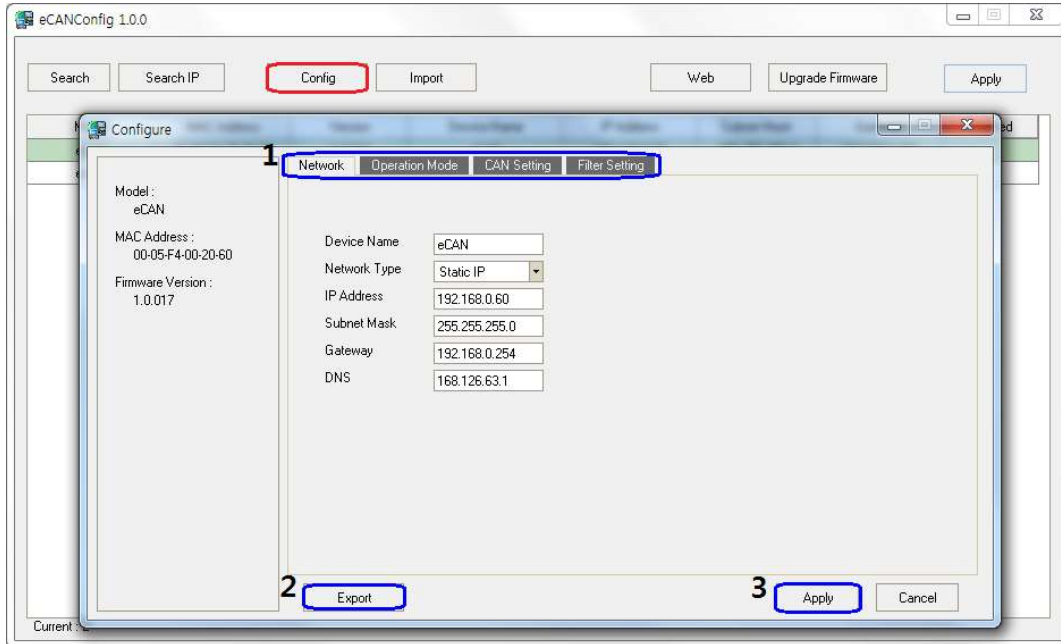 eCANConfig 1.0.0
Search Search IP Config Import Web Upgrade Firmware Apply
Configure
1 Network Operation Mode CAN Setting Filter Setting
Model :
eCAN
MAC Address :
00-05-F4-00-20-60
Firmware Version :
1.0.017
Device Name eCAN
Network Type Static IP
IP Address 192.168.0.60
Subnet Mask 255.255.255.0
Gateway 192.168.0.254
DNS 168.126.63.1
2 Export 3 Apply Cancel
Current :